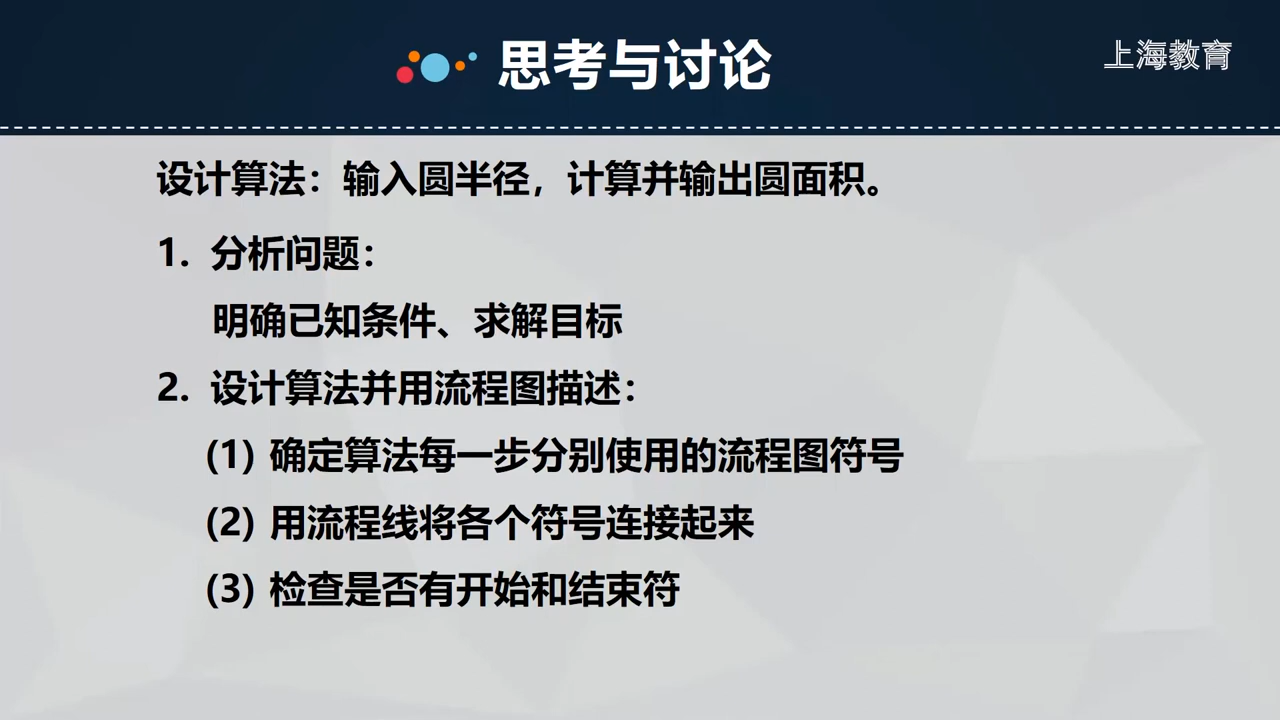 思考与讨论
上海教育
设计算法：输入圆半径，计算并输出圆面积。
1. 分析问题：
明确已知条件、求解目标
2. 设计算法并用流程图描述：
(1) 确定算法每一步分别使用的流程图符号
(2) 用流程线将各个符号连接起来
(3) 检查是否有开始和结束符